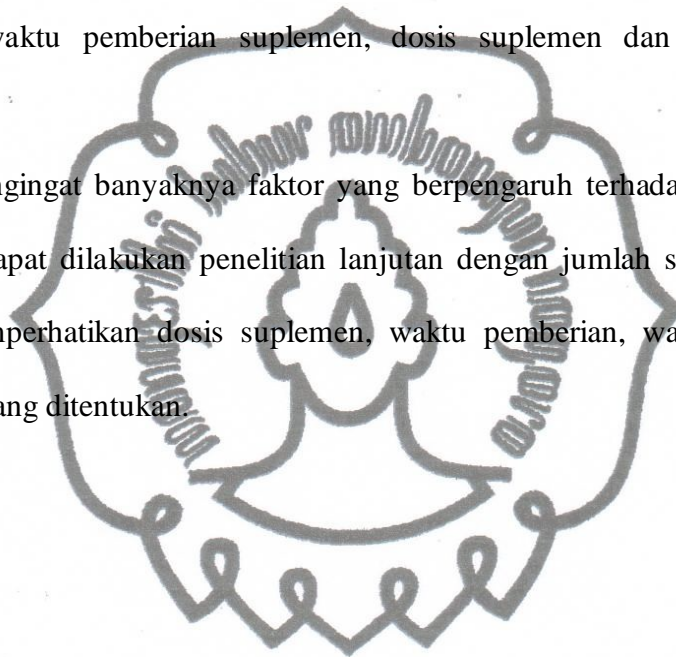 waktu pemberian suplemen, dosis suplemen dan
ngingat banyaknya faktor yang berpengaruh terhada
apat dilakukan penelitian lanjutan dengan jumlah s
mperhatikan dosis suplemen, waktu pemberian, wa
ang ditentukan.